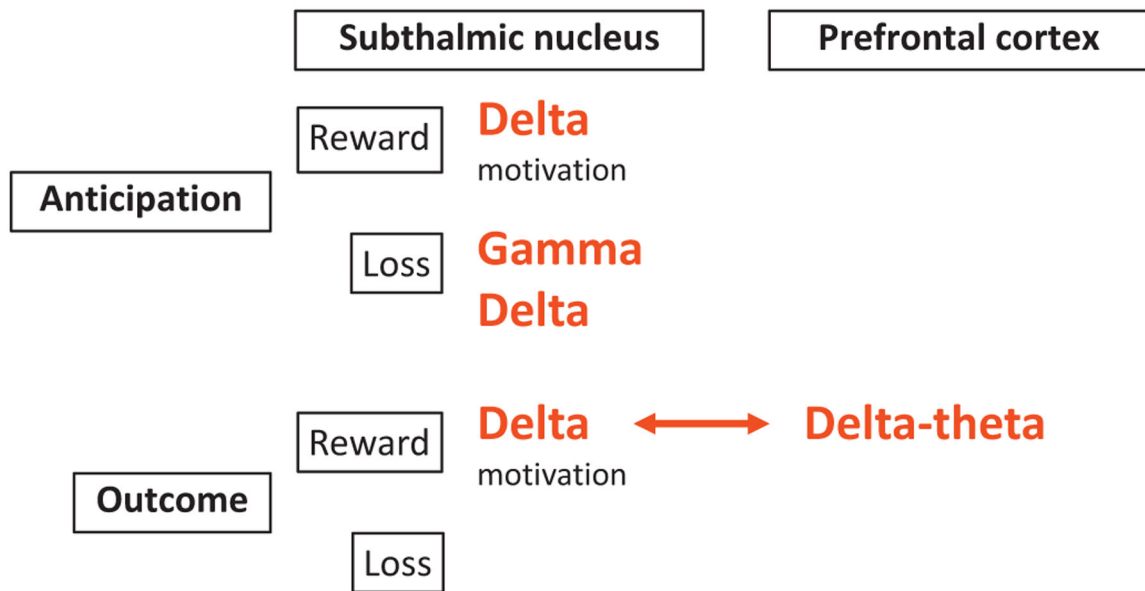 Subthalmic nucleus
Prefrontal cortex
Reward
Delta
motivation
Anticipation
Loss
Gamma
Delta
Reward
Delta
Delta-theta
motivation
Outcome
Loss